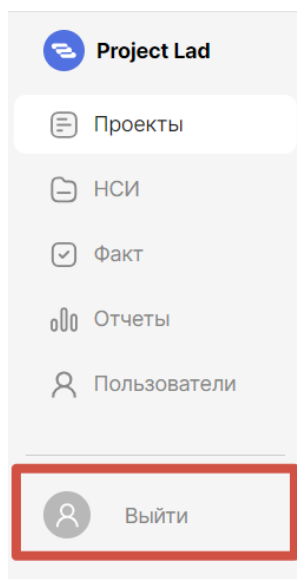 Project Lad
Проекты
НСИ
Факт
Отчеты
Пользователи
Выйти